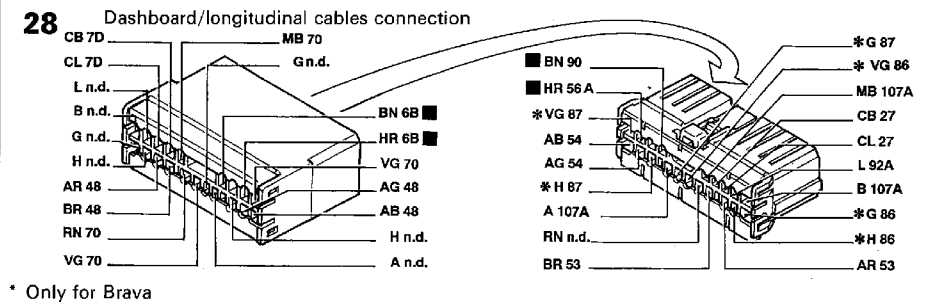 28 Dashboard/longitudinal cables connection
CB 7D
CL 7D
L n.d.
B n.d.
G n.d.
H n.d.
AR 48
BR 48
RN 70
VG 70
MB 70
G n.d.
BN 6B
HR 6B
VG 70
AG 48
AB 48
H n.d.
A n.d.
BN 90
HR 56A
*VG 87
AB 54
AG 54
*H 87
A 107A
RN n.d.
BR 53
*G 87
* VG 86
MB 107A
CB 27
CL 27
L 92A
B 107A
*G 86
*H 86
AR 53
* Only for Brava